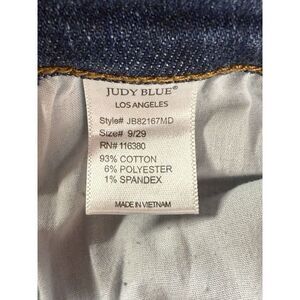 JUDY BLUE®
LOS ANGELES
Style# JB82167MD
Size# 9/29
RN# 116380
93% COTTON
6% POLYESTER
1% SPANDEX
MADE IN VIETNAM